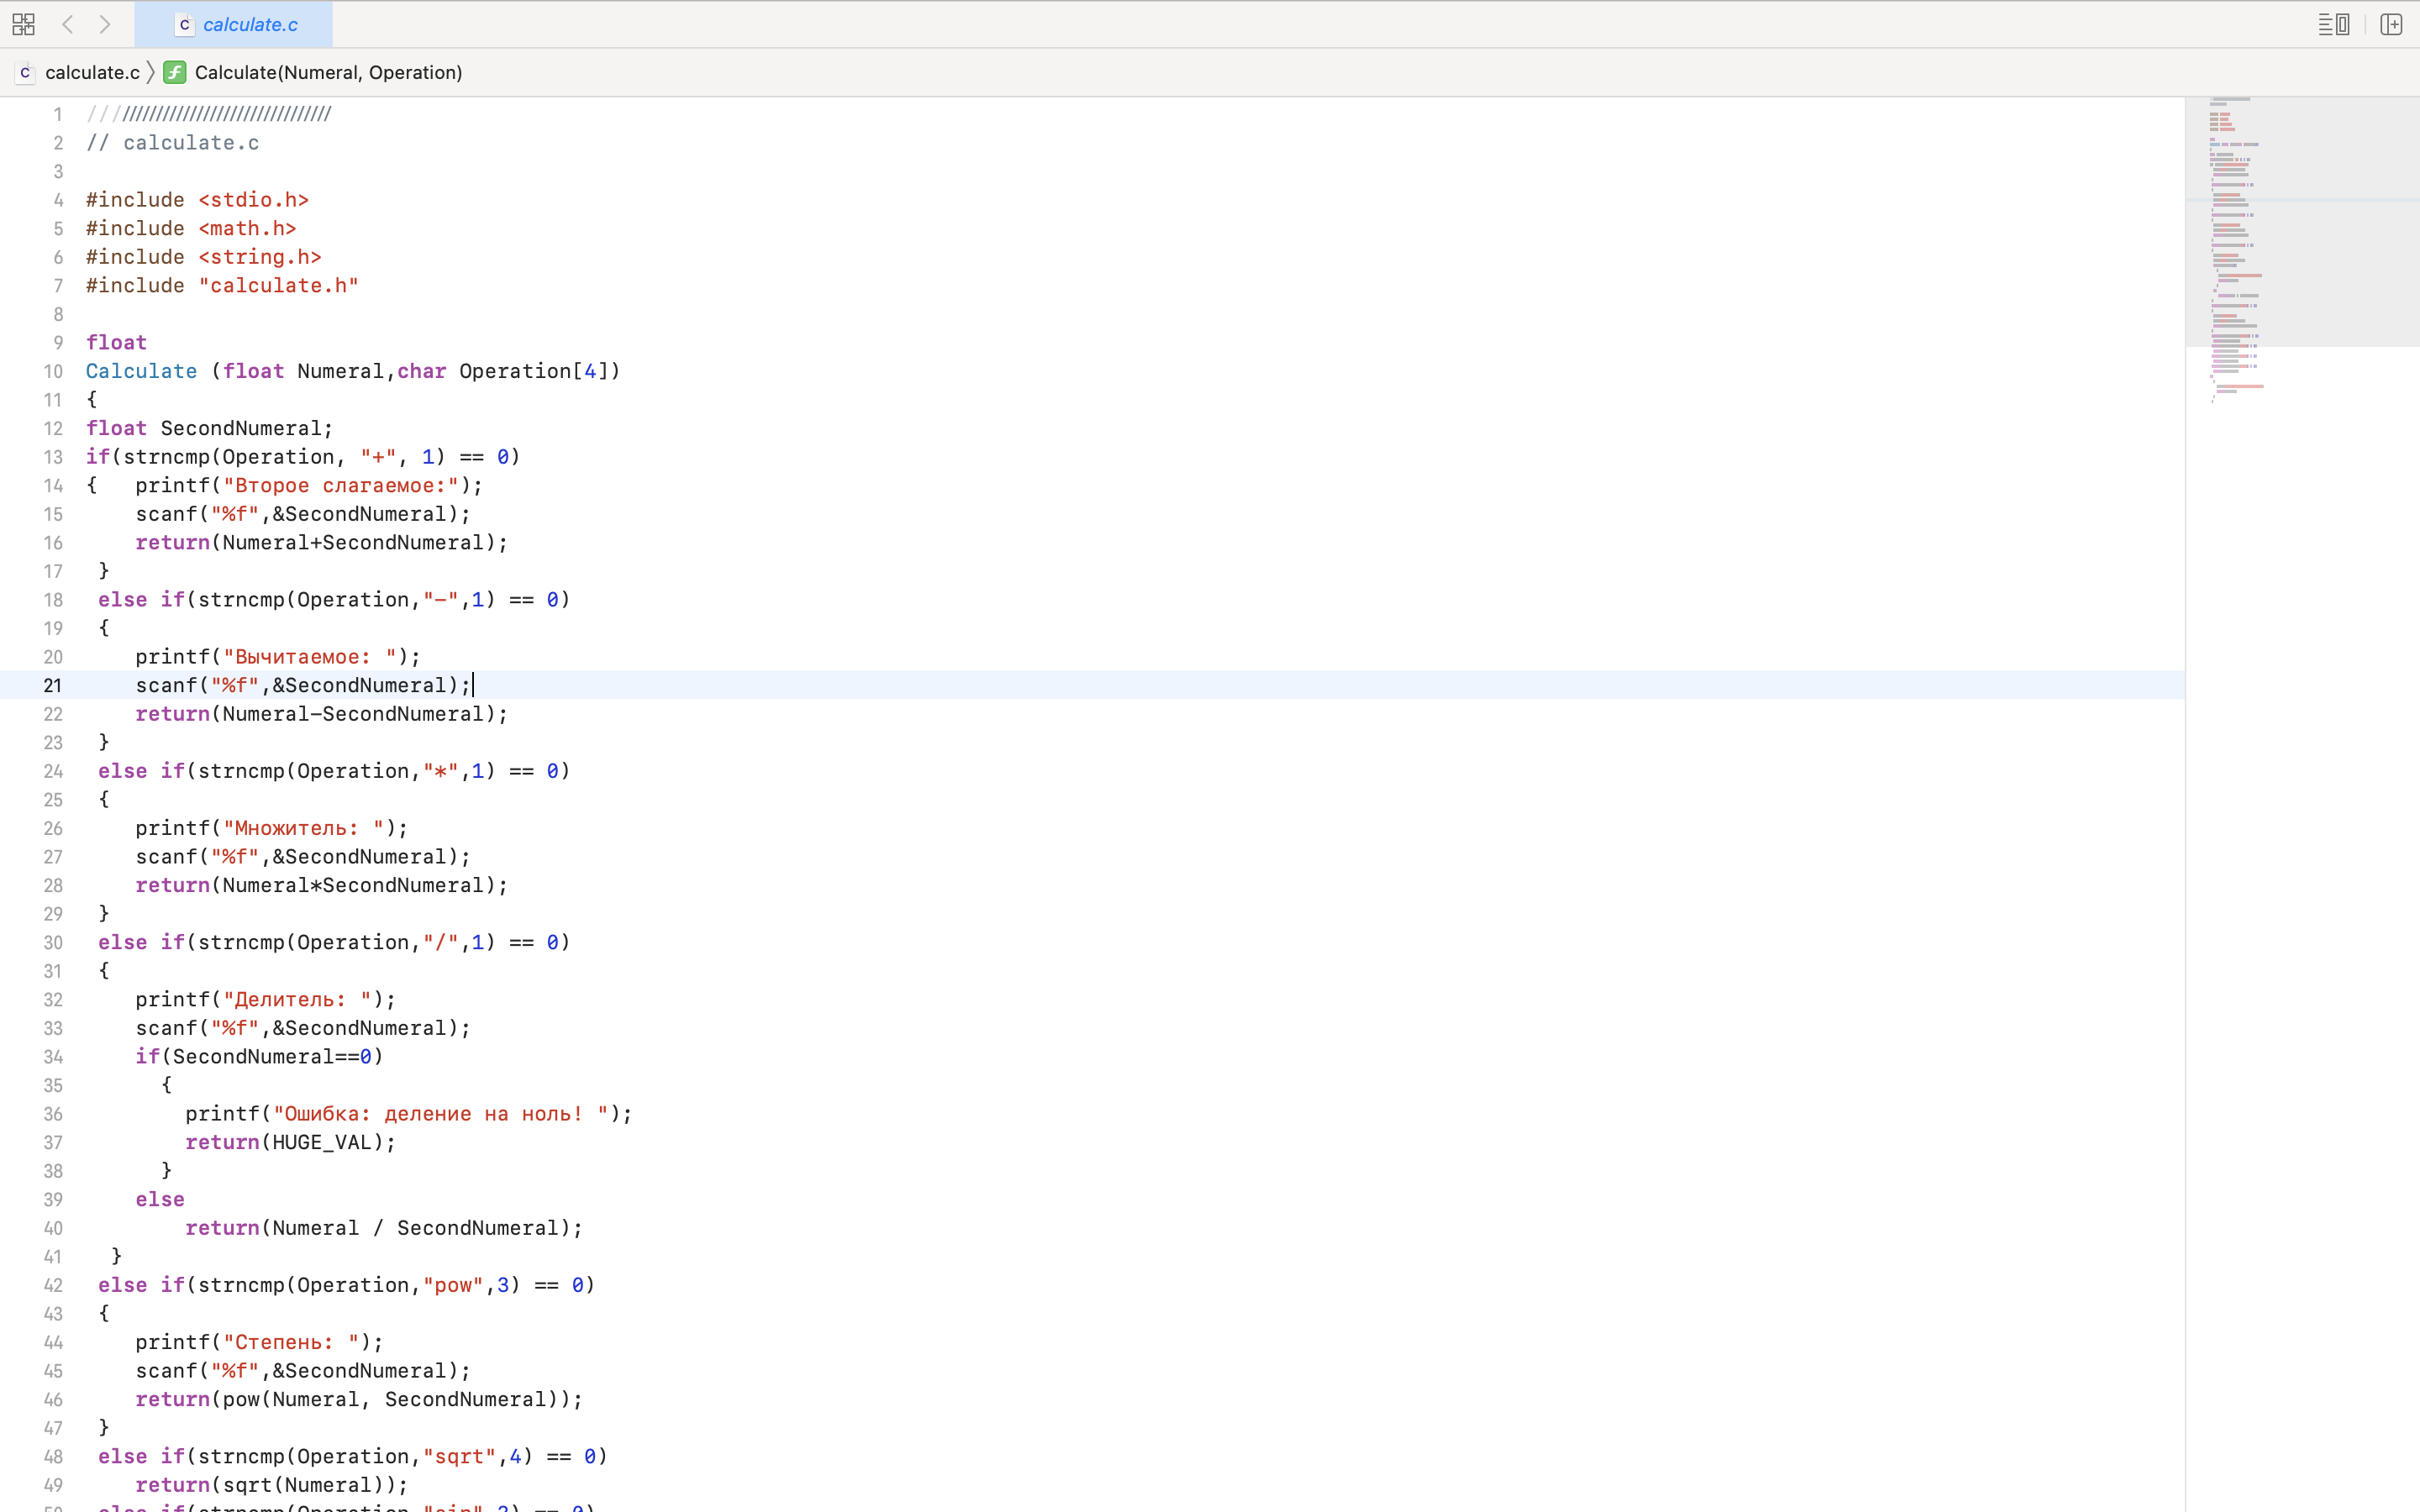 calculate.c
calculate.c Calculate(Numeral, Operation)
1 ////////////////////////////////
2 // calculate.c
3
4 #include <stdio.h>
5 #include <math.h>
6 #include <string.h>
7 #include "calculate.h"
8
9 float
10 Calculate (float Numeral,char Operation[4])
11 {
12 float SecondNumeral;
13 if(strncmp(Operation, "+", 1) == 0)
14 {   printf("Второе слагаемое:");
15     scanf("%f",&SecondNumeral);
16     return(Numeral+SecondNumeral);
17  }
18  else if(strncmp(Operation,"-",1) == 0)
19  {
20     printf("Вычитаемое: ");
21     scanf("%f",&SecondNumeral);
22     return(Numeral-SecondNumeral);
23  }
24  else if(strncmp(Operation,"*",1) == 0)
25  {
26     printf("Множитель: ");
27     scanf("%f",&SecondNumeral);
28     return(Numeral*SecondNumeral);
29  }
30  else if(strncmp(Operation,"/",1) == 0)
31  {
32     printf("Делитель: ");
33     scanf("%f",&SecondNumeral);
34     if(SecondNumeral==0)
35       {
36         printf("Ошибка: деление на ноль! ");
37         return(HUGE_VAL);
38       }
39     else
40         return(Numeral / SecondNumeral);
41   }
42  else if(strncmp(Operation,"pow",3) == 0)
43  {
44     printf("Степень: ");
45     scanf("%f",&SecondNumeral);
46     return(pow(Numeral, SecondNumeral));
47  }
48  else if(strncmp(Operation,"sqrt",4) == 0)
49     return(sqrt(Numeral));
50  else if(strncmp(Operation,"sin",3) == 0)